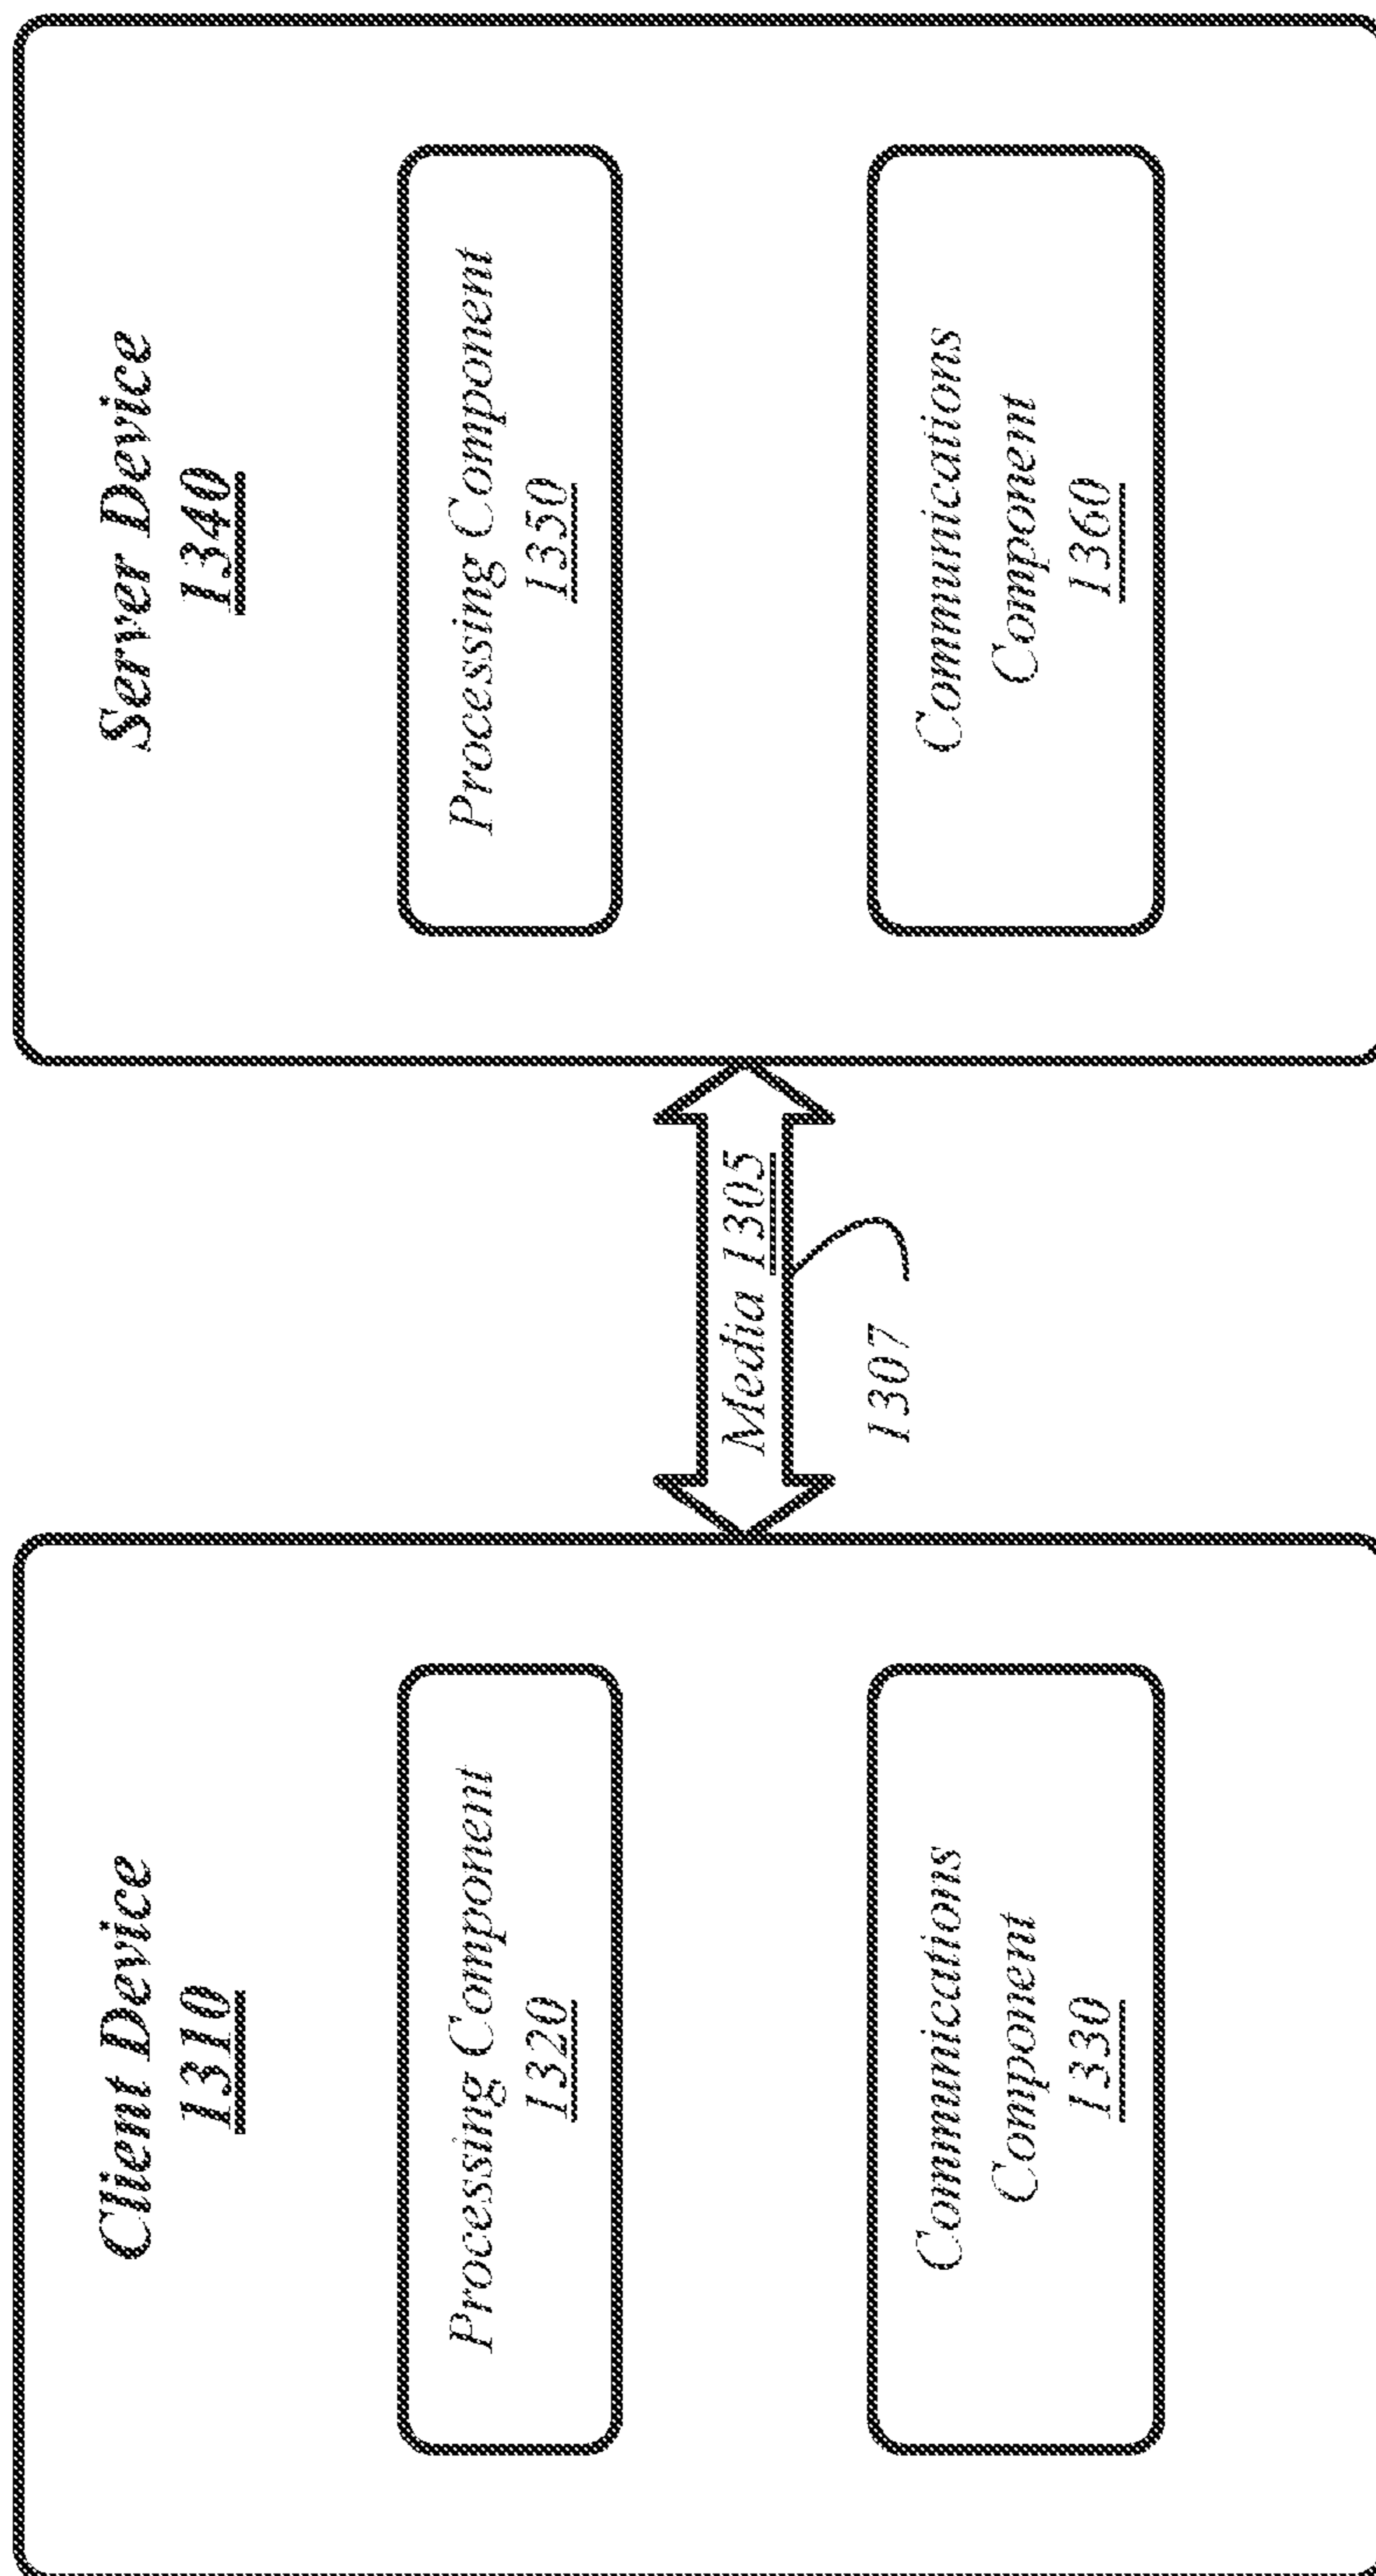 Client Device
1310
Processing Component
1320
Communications
Component
1330
Media 1305
1307
Server Device
1340
Processing Component
1350
Communications
Component
1360